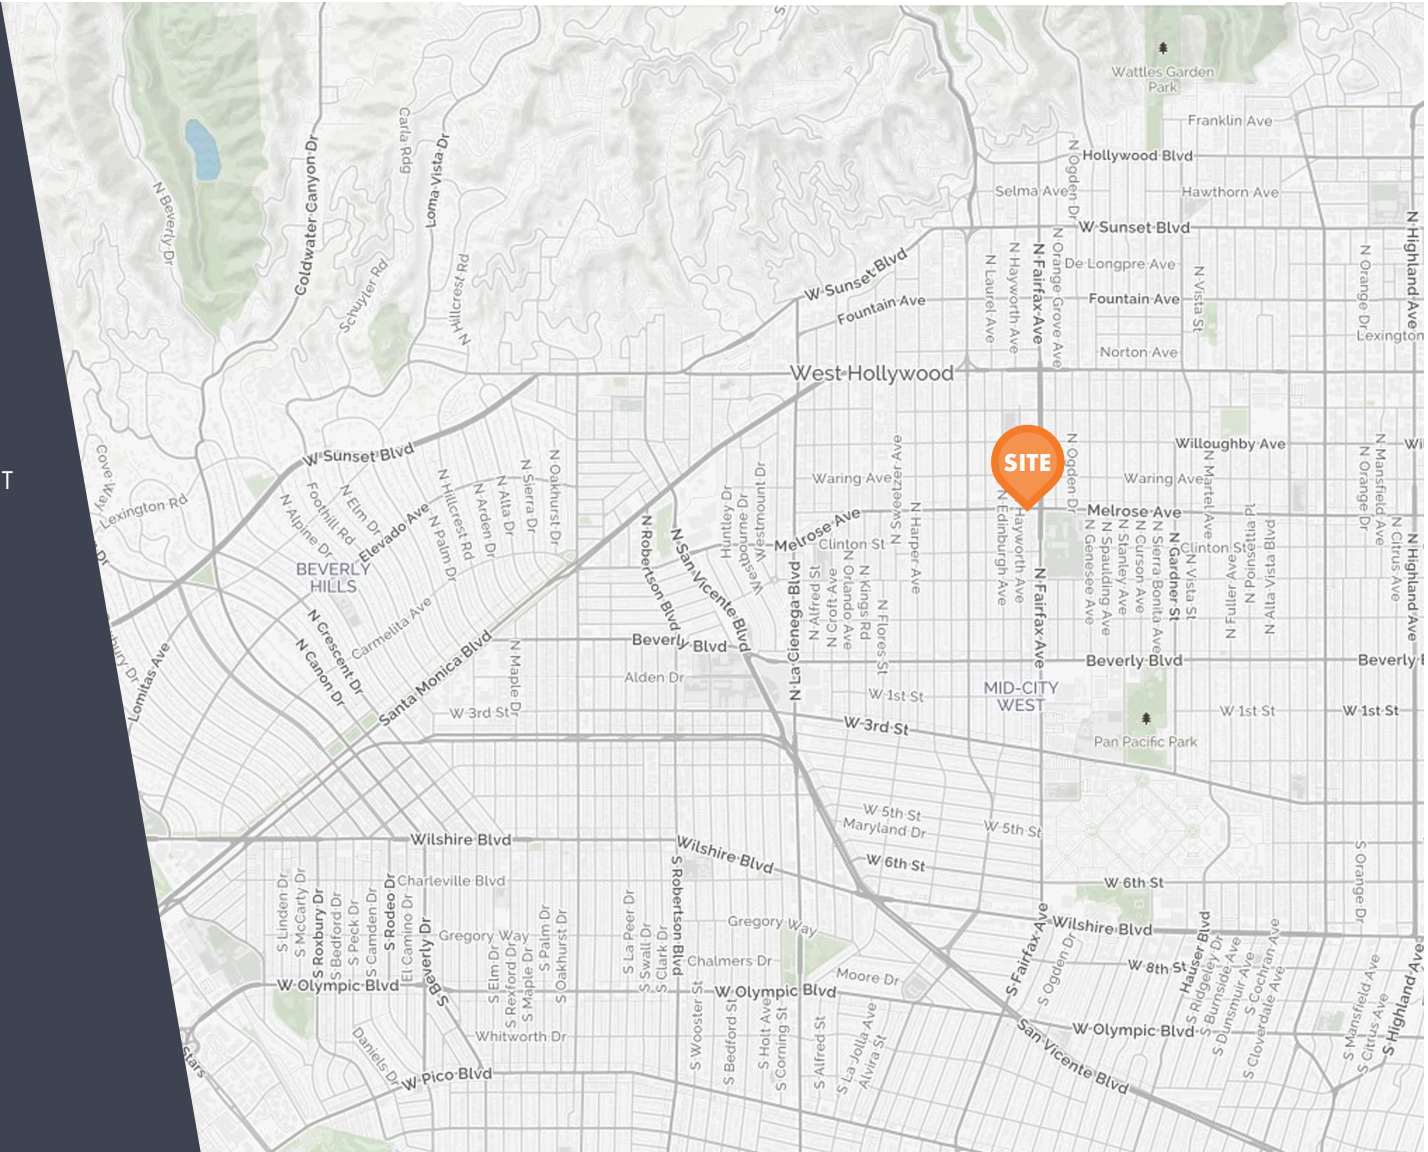 Wattles Garden
Park
Franklin Ave
Hollywood Blvd
N Ogden Dr
Selma Ave
Hawthorn Ave
W Sunset Blvd
De Longpre Ave
Fountain Ave
Norton Ave
N Laurel Ave
N Hayworth Ave
N Fairfax Ave
N Orange Grove Ave
N Vista St
N Orange Dr
N Highland Ave
Lexington
Carla Rdg
Coldwater Canyon Dr
Loma Vista Dr
N Beverly Dr
Schuyler Rd
N Hillcrest Rd
W Sunset Blvd
Fountain Ave
West Hollywood
SITE
T
W Sunset Blvd
Cove Way
Lexington Rd
Dr
N Alpine Dr
Foothill Rd
N Elm Dr
Elevado Ave
N Hillcrest Rd
N Palm Dr
N Arden Dr
N Alta Dr
N Sierra Dr
N Oakhurst Dr
BEVERLY
HILLS
N Crescent Dr
N Canon Dr
Carmelita Ave
Lomitas Ave
bury Dr
Santa Monica Blvd
N Maple Dr
W 3rd St
N Robertson Blvd
N San Vicente Blvd
Huntley Dr
Westbourne Dr
Westmount Dr
Melrose Ave
Waring Ave
Clinton St
N Sweetzer Ave
N Harper Ave
N La Cienega Blvd
N Alfred St
N Croft Ave
N Orlando Ave
N Kings Rd
N Flores St
N Edinburgh Ave
Hayworth Ave
N Fairfax Ave
N Ogden Dr
Willoughby Ave
Wi
Waring Ave
Melrose Ave
N Martel Ave
N Genesee Ave
N Spaulding Ave
N Stanley Ave
N Curson Ave
N Sierra Bonita Ave
N Gardner St
N Vista St
Clinton St
N Fuller Ave
N Poinsettia Pl
N Alta Vista Blvd
N Orange Dr
N Mansfield Ave
N Citrus Ave
N Highland Ave
Beverly Blvd
Alden Dr
Beverly Blvd
Beverly B
MID-CITY
WEST
W 1st St
W 1st St
W 1st St
W 3rd St
Pan Pacific Park
W 5th St
Maryland Dr
W 5th St
W 6th St
W 6th St
Wilshire Blvd
Wilshire Blvd
Wilshire Blvd
Charleville Blvd
S Linden Dr
S McCarty Dr
S Roxbury Dr
S Bedford Dr
S Peck Dr
S Camden Dr
S Rodeo Dr
El Camino Dr
S Beverly Dr
Gregory Way
S Elm Dr
S Rexford Dr
S Maple Dr
S Palm Dr
S Oakhurst Dr
S La Peer Dr
S Swall Dr
S Clark Dr
S Robertson Blvd
Gregory Way
Chalmers Dr
Moore Dr
W Olympic Blvd
W Olympic Blvd
W Olympic Blvd
Whitworth Dr
Daniels Dr
W Pico Blvd
Stars
S Wooster St
S Bedford St
S Holt Ave
S Corning St
S Alfred St
S La Jolla Ave
Alvira St
S Fairfax Ave
S Ogden Dr
W 8th St
Hauser Blvd
S Ridgeley Dr
S Burnside Ave
S Dunsmuir Ave
S Cloverdale Ave
S Cochran Ave
S Orange Dr
S Mansfield Ave
S Citrus Ave
S Highland Ave
San Vicente Blvd